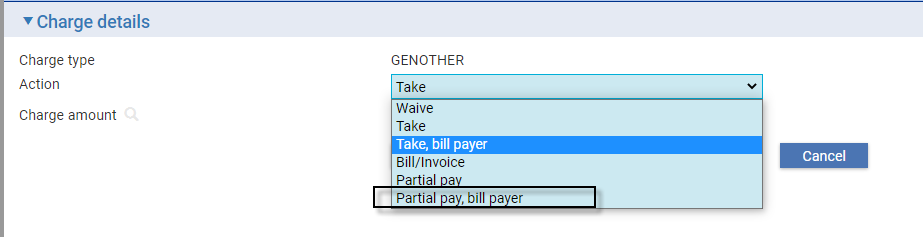 Charge details
Charge type GENOTHER
Action Take
Charge amount
Waive
Take
Take, bill payer
Bill/Invoice
Partial pay
Partial pay, bill payer
Cancel